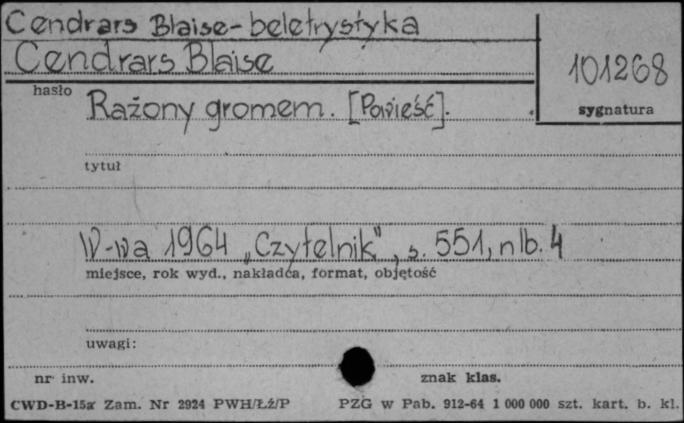 Cendrars Blaise-beletrystyka
Cendrars Blaise
101268
hasło
sygnatura
Rażony gromem. [Powieść].
tytuł
W-wa 1964 „Czytelnik", s. 551, nlb. 4
miejsce, rok wyd., nakładca, format, objętość
uwagi:
nr inw.
znak klas.
CWD-B-15a Zam. Nr 2924 PWH/Łź/P PZG w Pab. 912-64 1 000 000 szt. kart. b. kl.